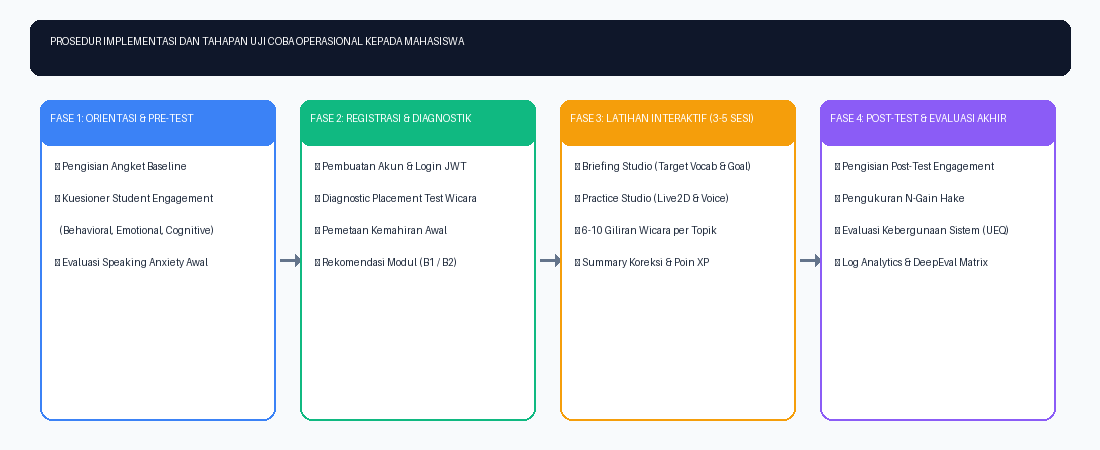 PROSEDUR IMPLEMENTASI DAN TAHAPAN UJI COBA OPERASIONAL KEPADA MAHASISWA
FASE 1: ORIENTASI & PRE-TEST
Pengisian Angket Baseline
Kuesioner Student Engagement
(Behavioral, Emotional, Cognitive)
Evaluasi Speaking Anxiety Awal
FASE 2: REGISTRASI & DIAGNOSTIK
Pembuatan Akun & Login JWT
Diagnostic Placement Test Wicara
Pemetaan Kemahiran Awal
Rekomendasi Modul (B1 / B2)
FASE 3: LATIHAN INTERAKTIF (3-5 SESI)
Briefing Studio (Target Vocab & Goal)
Practice Studio (Live2D & Voice)
6-10 Giliran Wicara per Topik
Summary Koreksi & Poin XP
FASE 4: POST-TEST & EVALUASI AKHIR
Pengisian Post-Test Engagement
Pengukuran N-Gain Hake
Evaluasi Kebergunaan Sistem (UEQ)
Log Analytics & DeepEval Matrix